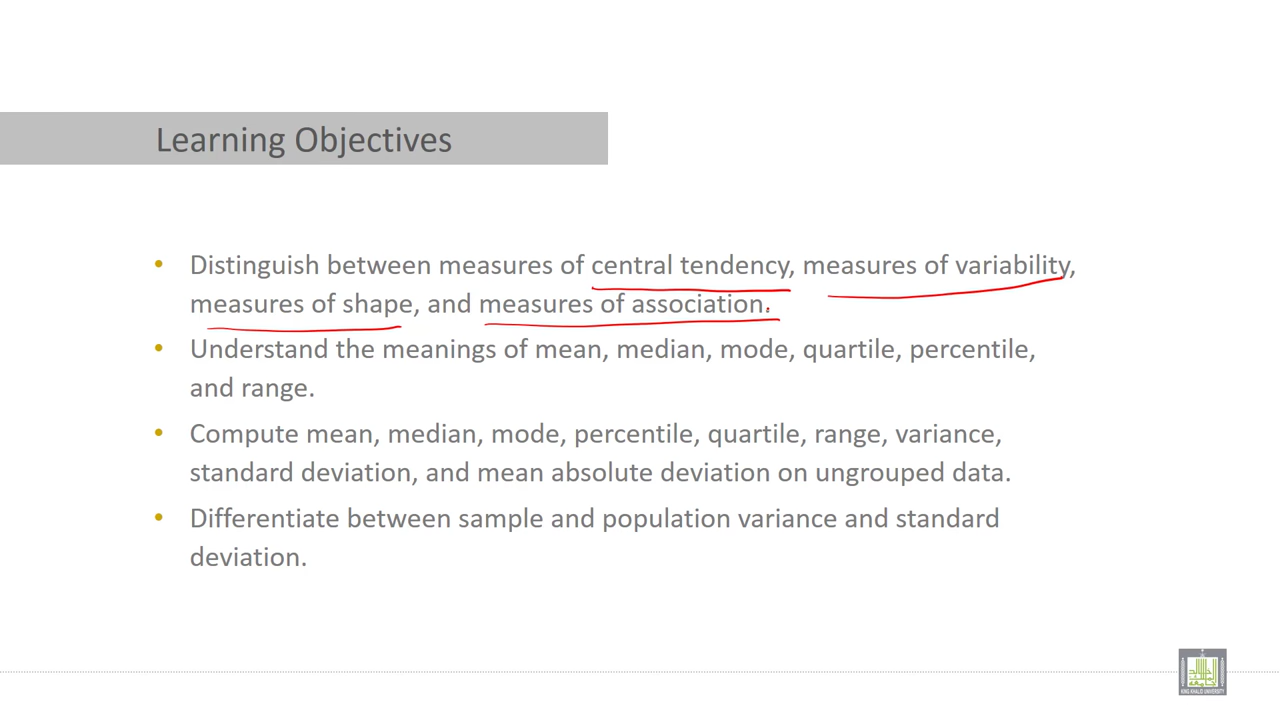 Learning Objectives
• Distinguish between measures of central tendency, measures of variability,
measures of shape, and measures of association.
• Understand the meanings of mean, median, mode, quartile, percentile,
and range.
• Compute mean, median, mode, percentile, quartile, range, variance,
standard deviation, and mean absolute deviation on ungrouped data.
• Differentiate between sample and population variance and standard
deviation.
KING KHALID UNIVERSITY